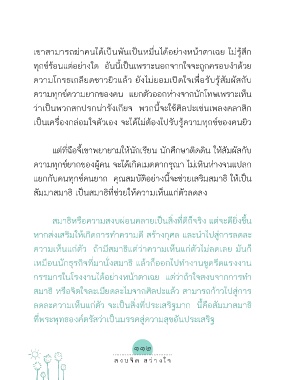 เขาสามารถฆ่าคนได้เป็นพันเป็นหมื่นได้อย่างหน้าตาเฉย ไม่รู้สึก
ทุกข์ร้อนแต่อย่างใด อันนี้เป็นเพราะนอกจากใจจะถูกครอบงำด้วย
ความโกรธเกลียดชาวยิวแล้ว ยังไม่ยอมเปิดใจเพื่อรับรู้สัมผัสกับ
ความทุกข์ความยากของคน แยกตัวออกห่างจากนักโทษเพราะเห็น
ว่าเป็นพวกสกปรกน่ารังเกียจ พวกนี้จะใช้ศิลปะเช่นเพลงคลาสิก
เป็นเครื่องกล่อมใจตัวเอง จะได้ไม่ต้องไปรับรู้ความทุกข์ของคนยิว
แต่ที่ฉือจี้เขาพยายามให้นักเรียน นักศึกษาติดดิน ให้สัมผัสกับ
ความทุกข์ยากของผู้คน จะได้เกิดเมตตากรุณา ไม่เหินห่างจนแปลก
แยกกับคนทุกข์คนยาก คุณสมบัติอย่างนี้จะช่วยเสริมสมาธิ ให้เป็น
สัมมาสมาธิ เป็นสมาธิที่ช่วยให้ความเห็นแก่ตัวลดลง
สมาธิหรือความสงบผ่อนคลายเป็นสิ่งที่ดีก็จริง แต่จะดียิ่งขึ้น
หากส่งเสริมให้เกิดการทำความดี สร้างกุศล และนำไปสู่การลดละ
ความเห็นแก่ตัว ถ้ามีสมาธิแต่ว่าความเห็นแก่ตัวไม่ลดเลย มันก็
เหมือนนักธุรกิจที่มานั่งสมาธิ แล้วก็ออกไปทำงานขูดรีดแรงงาน
กรรมกรในโรงงานได้อย่างหน้าตาเฉย แต่ว่าถ้าใจสงบจากการทำ
สมาธิ หรือจิตใจละเมียดละไมจากศิลปะแล้ว สามารถก้าวไปสู่การ
ลดละความเห็นแก่ตัว จะเป็นสิ่งที่ประเสริฐมาก นี้คือสัมมาสมาธิ
ที่พระพุทธองค์ตรัสว่าเป็นมรรคสู่ความสุขอันประเสริฐ
สงบจิต สว่างใจ